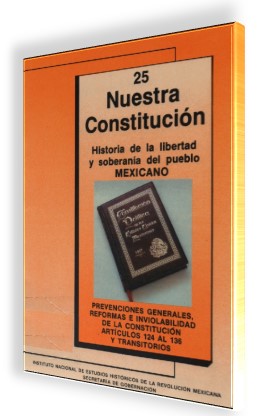 25
Nuestra
Constitución
Historia de la libertad
y soberanía del pueblo
MEXICANO
PREVENCIONES GENERALES,
REFORMAS E INVIOLABILIDAD
DE LA CONSTITUCIÓN
ARTÍCULOS 124 AL 136
Y TRANSITORIOS
INSTITUTO NACIONAL DE ESTUDIOS HISTÓRICOS DE LA REVOLUCIÓN MEXICANA
SECRETARÍA DE GOBERNACIÓN